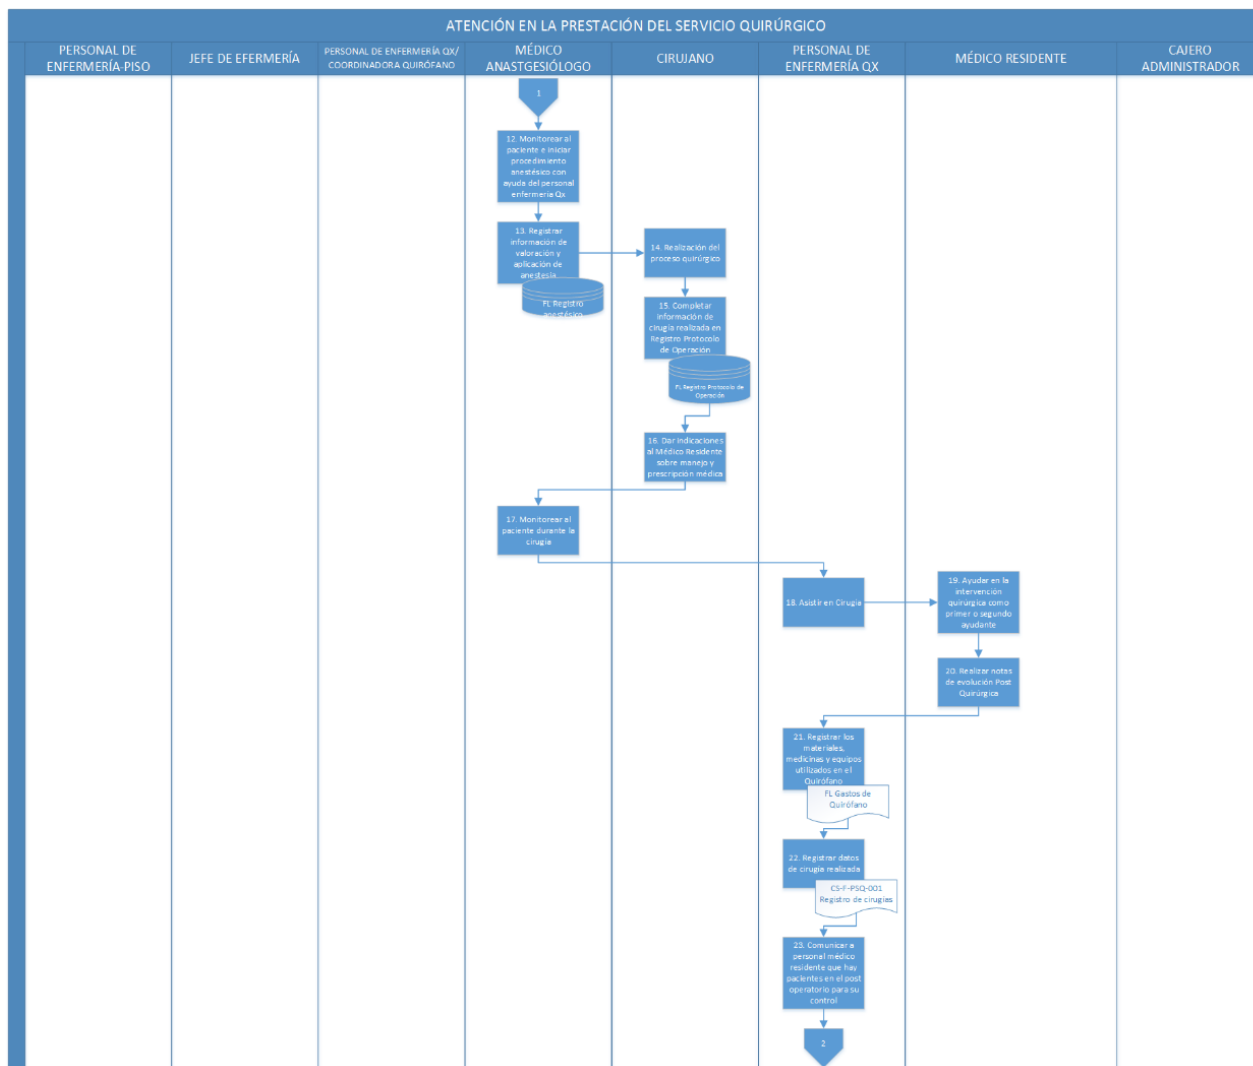 ATENCIÓN EN LA PRESTACIÓN DEL SERVICIO QUIRÚRGICO
PERSONAL DE
ENFERMERÍA-PISO
JEFE DE EFERMERÍA
PERSONAL DE ENFERMERÍA QX/
COORDINADORA QUIRÓFANO
MÉDICO
ANASTGESIÓLOGO
CIRUJANO
PERSONAL DE
ENFERMERÍA QX
MÉDICO RESIDENTE
CAJERO
ADMINISTRADOR
1
12. Monitorear al
paciente e iniciar
procedimiento
anestésico con
ayuda del personal
enfermería Qx
13. Registrar
información de
valoración y
aplicación de
anestesia
FL Registro
anestésico
14. Realización del
proceso quirúrgico
15. Completar
información de
cirugía realizada en
Registro Protocolo
de Operación
FL Registro Protocolo de
Operación
16. Dar indicaciones
al Médico Residente
sobre manejo y
prescripción médica
17. Monitorear al
paciente durante la
cirugía
18. Asistir en Cirugía
19. Ayudar en la
intervención
quirúrgica como
primer o segundo
ayudante
20. Realizar notas
de evolución Post
Quirúrgica
21. Registrar los
materiales,
medicinas y equipos
utilizados en el
Quirófano
FL Gastos de
Quirófano
22. Registrar datos
de cirugía realizada
CS-F-PSQ-001
Registro de cirugías
23. Comunicar a
personal médico
residente que hay
pacientes en el post
operatorio para su
control
2